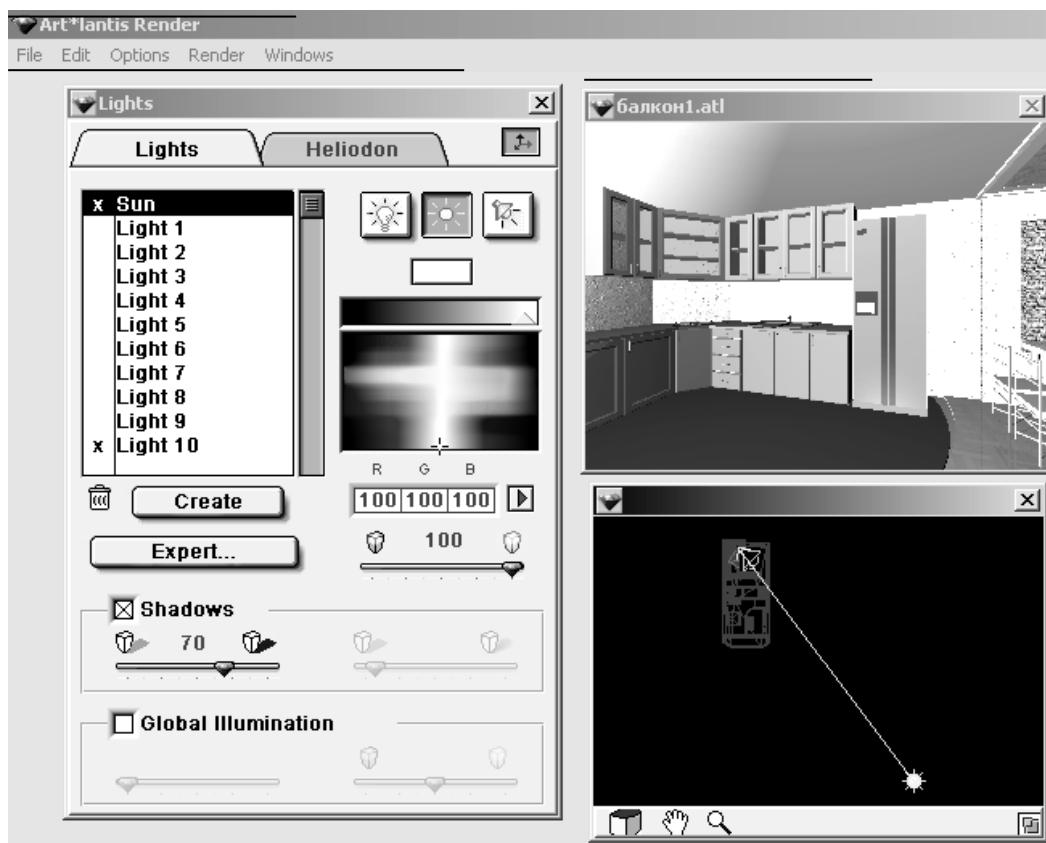 Art*lantis Render
File Edit Options Render Windows
Lights
Lights Heliodon
x Sun
Light 1
Light 2
Light 3
Light 4
Light 5
Light 6
Light 7
Light 8
Light 9
x Light 10
R G B
100 100 100
Create
100
Expert...
Shadows
70
Global Illumination
балкон1.atl